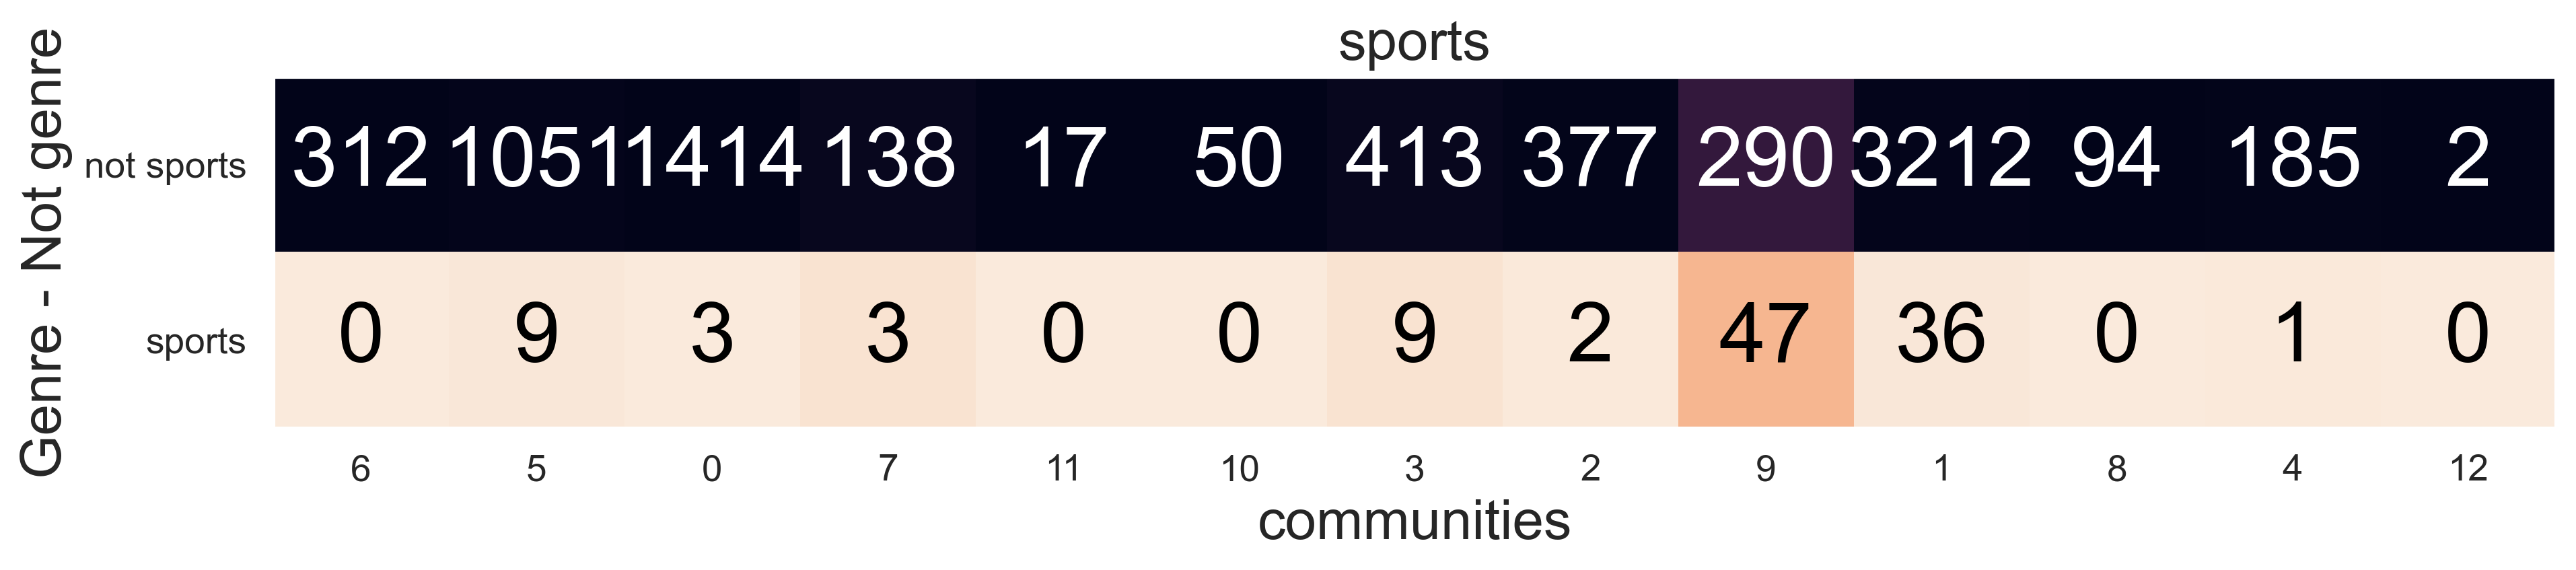 sports
Genre - Not genre
not sports 312 1051 1414 138 17 50 413 377 290 3212 94 185 2
sports 0 9 3 3 0 0 9 2 47 36 0 1 0
6 5 0 7 11 10 3 2 9 1 8 4 12
communities